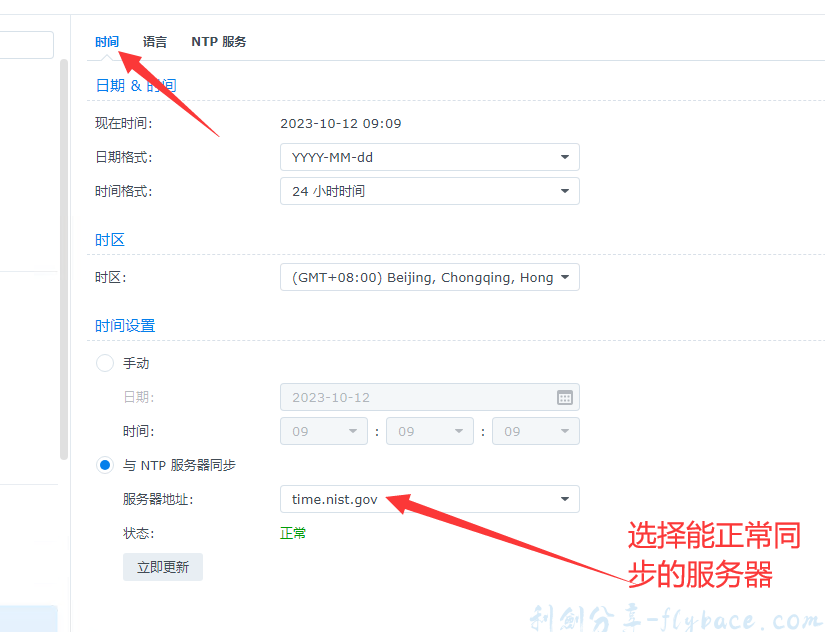 时间 语言 NTP 服务
日期 & 时间
现在时间: 2023-10-12 09:09
日期格式: YYYY-MM-dd
时间格式: 24 小时时间
时区
时区: (GMT+08:00) Beijing, Chongqing, Hong
时间设置
手动
日期: 2023-10-12
时间: 09 : 09 : 09
与 NTP 服务器同步
服务器地址: time.nist.gov
状态: 正常
立即更新
选择能正常同
步的服务器
利剑分享-flybace.com